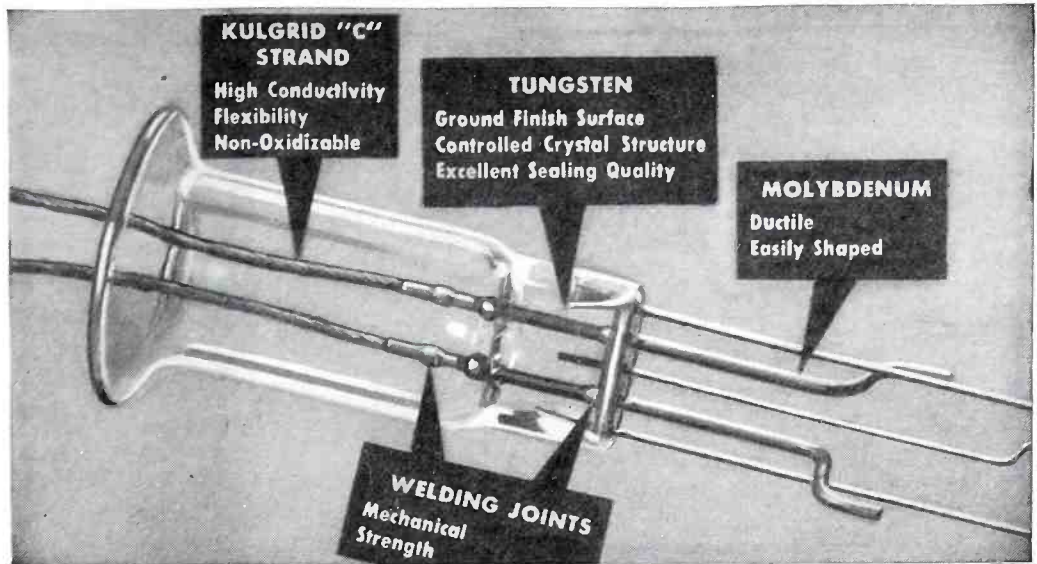 KULGRID "C"
STRAND
High Conductivity
Flexibility
Non-Oxidizable
TUNGSTEN
Ground Finish Surface
Controlled Crystal Structure
Excellent Sealing Quality
MOLYBDENUM
Ductile
Easily Shaped
WELDING JOINTS
Mechanical
Strength